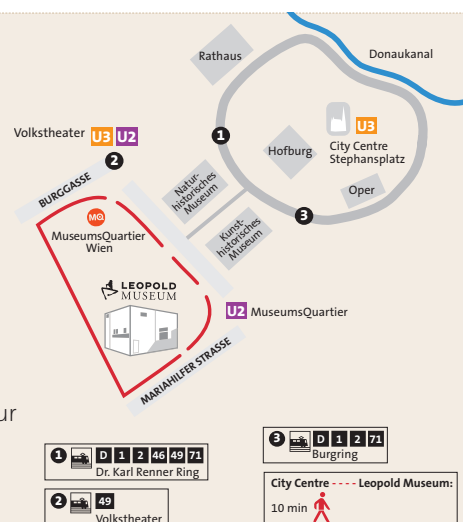 Rathaus
Donaukanal
Volkstheater U3 U2
1
U3
City Centre
Stephansplatz
Hofburg
2
BURGGASSE
Natur-
historisches
Museum
Oper
3
MQ
MuseumsQuartier
Wien
Kunst-
historisches
Museum
LEOPOLD
MUSEUM
U2 MuseumsQuartier
MARIAHILFER STRASSE
ur
1 D 1 2 46 49 71
Dr. Karl Renner Ring
2 49
Volkstheater
3 D 1 2 71
Burgring
City Centre ---- Leopold Museum:
10 min